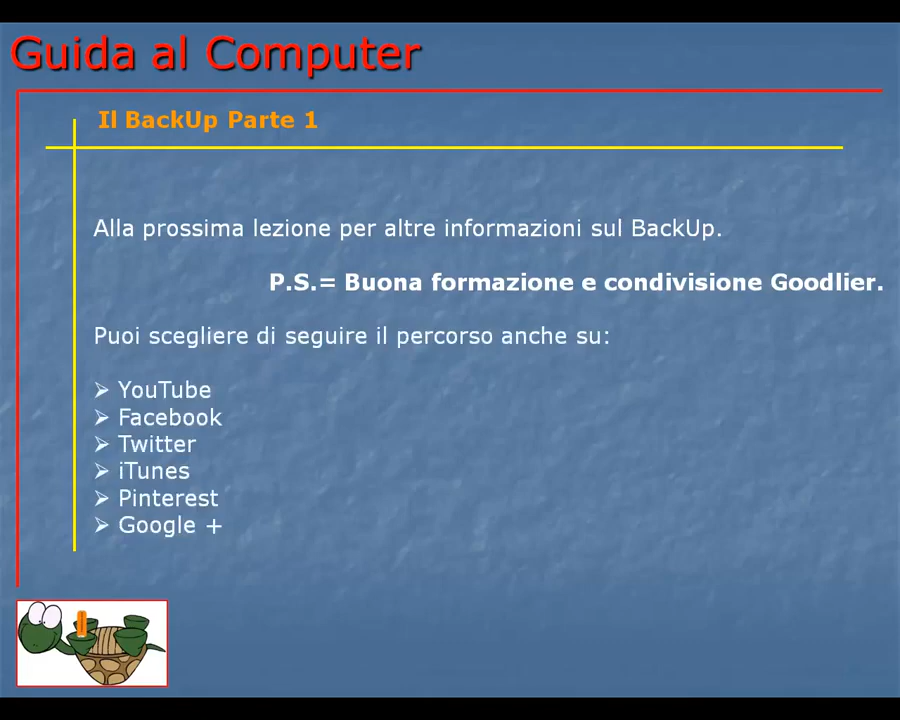 Guida al Computer
Il BackUp Parte 1
Alla prossima lezione per altre informazioni sul BackUp.
P.S.= Buona formazione e condivisione Goodlier.
Puoi scegliere di seguire il percorso anche su:
➢ YouTube
➢ Facebook
➢ Twitter
➢ iTunes
➢ Pinterest
➢ Google +